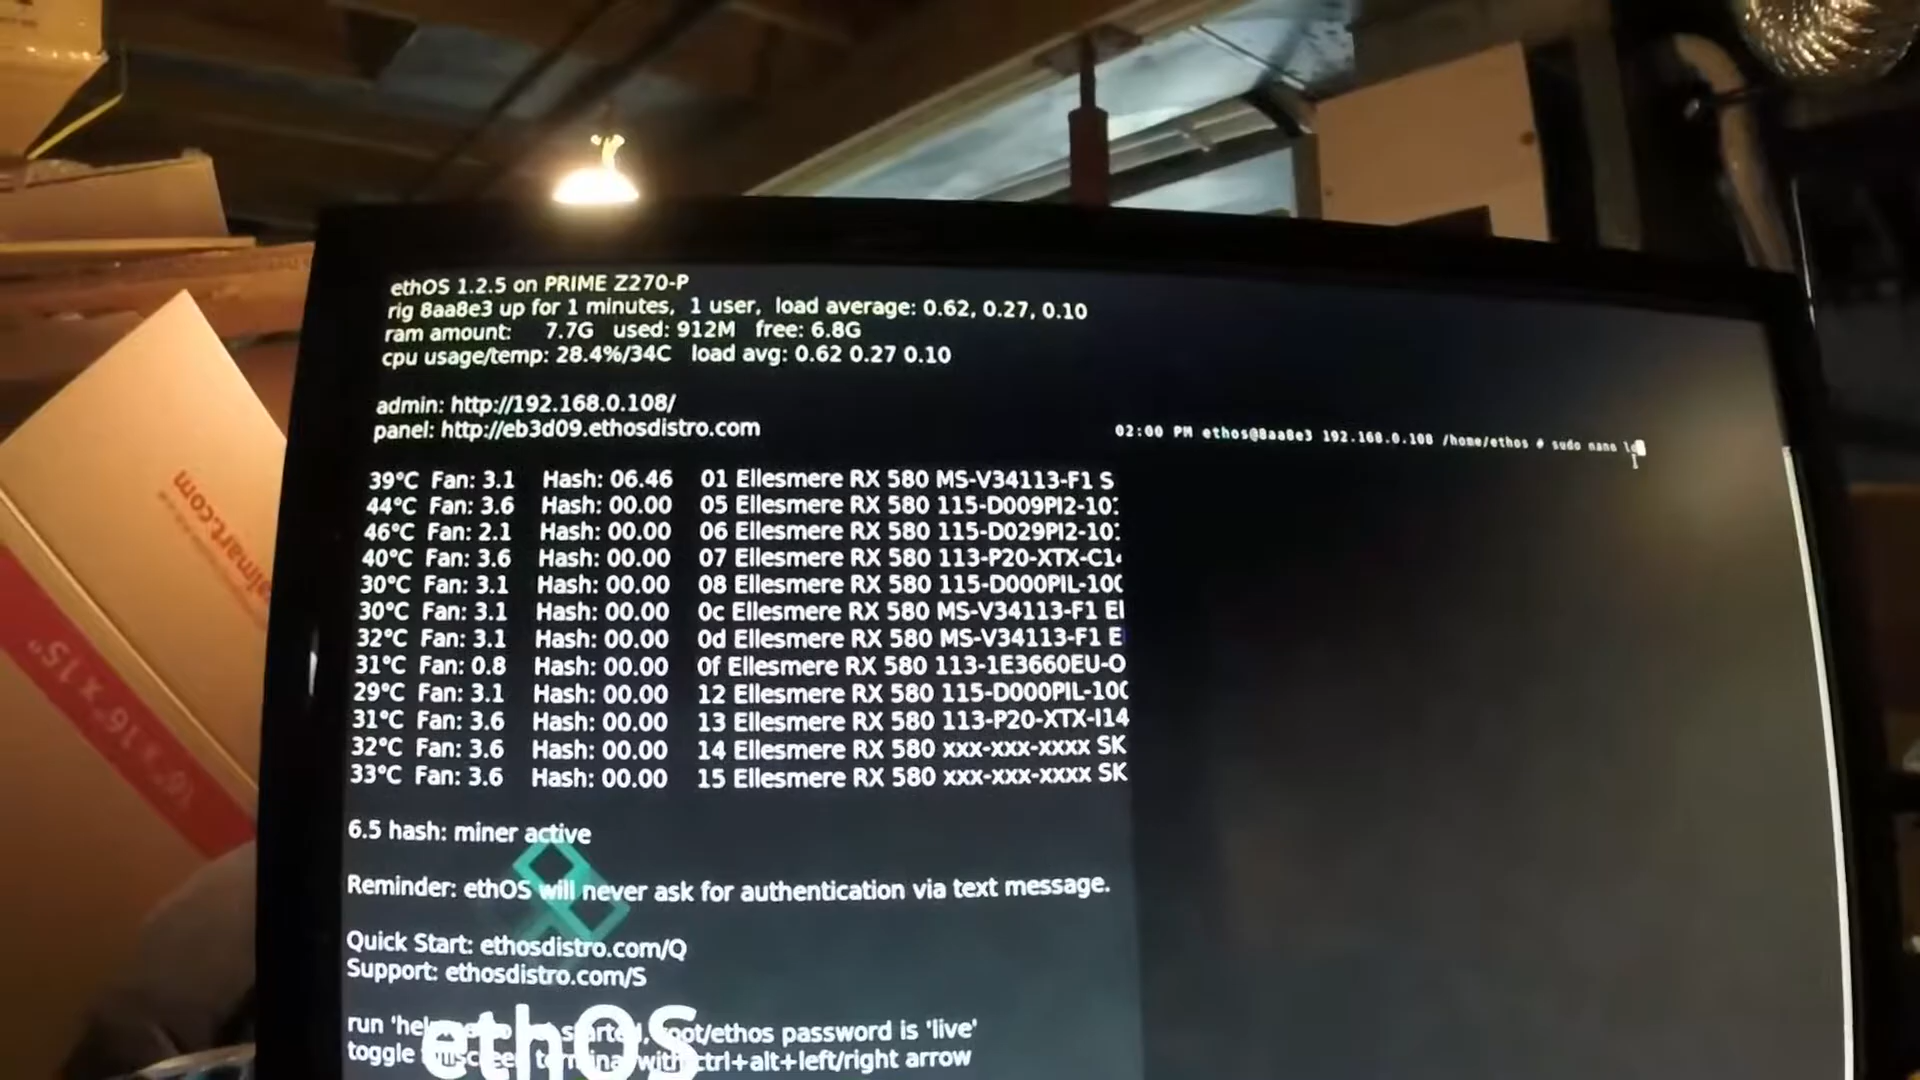 ethOS 1.2.5 on PRIME Z270-P
rig 8aa8e3 up for 1 minutes, 1 user, load average: 0.62, 0.27, 0.10
ram amount: 7.7G used: 912M free: 6.8G
cpu usage/temp: 28.4%/34C load avg: 0.62 0.27 0.10
admin: http://192.168.0.108/
panel: http://eb3d09.ethosdistro.com
02:00 PM ethos@8aa8e3 192.168.0.108 /home/ethos # sudo nano
39°C Fan: 3.1 Hash: 06.46 01 Ellesmere RX 580 MS-V34113-F1 S
44°C Fan: 3.6 Hash: 00.00 05 Ellesmere RX 580 115-D009PI2-10
46°C Fan: 2.1 Hash: 00.00 06 Ellesmere RX 580 115-D029PI2-10
40°C Fan: 3.6 Hash: 00.00 07 Ellesmere RX 580 113-P20-XTX-C1
30°C Fan: 3.1 Hash: 00.00 08 Ellesmere RX 580 115-D000PIL-10
30°C Fan: 3.1 Hash: 00.00 0c Ellesmere RX 580 MS-V34113-F1 El
32°C Fan: 3.1 Hash: 00.00 0d Ellesmere RX 580 MS-V34113-F1 E
31°C Fan: 0.8 Hash: 00.00 0f Ellesmere RX 580 113-1E3660EU-O
29°C Fan: 3.1 Hash: 00.00 12 Ellesmere RX 580 115-D000PIL-10
31°C Fan: 3.6 Hash: 00.00 13 Ellesmere RX 580 113-P20-XTX-I14
32°C Fan: 3.6 Hash: 00.00 14 Ellesmere RX 580 xxx-xxx-xxxx SK
33°C Fan: 3.6 Hash: 00.00 15 Ellesmere RX 580 xxx-xxx-xxxx SK
6.5 hash: miner active
Reminder: ethOS will never ask for authentication via text message.
Quick Start: ethosdistro.com/Q
Support: ethosdistro.com/S
run started, root/ethos password is 'live'
toggle fullscreen terminal with ctrl+alt+left/right arrow
ethOS
almart.com
16" x 16" x 15"